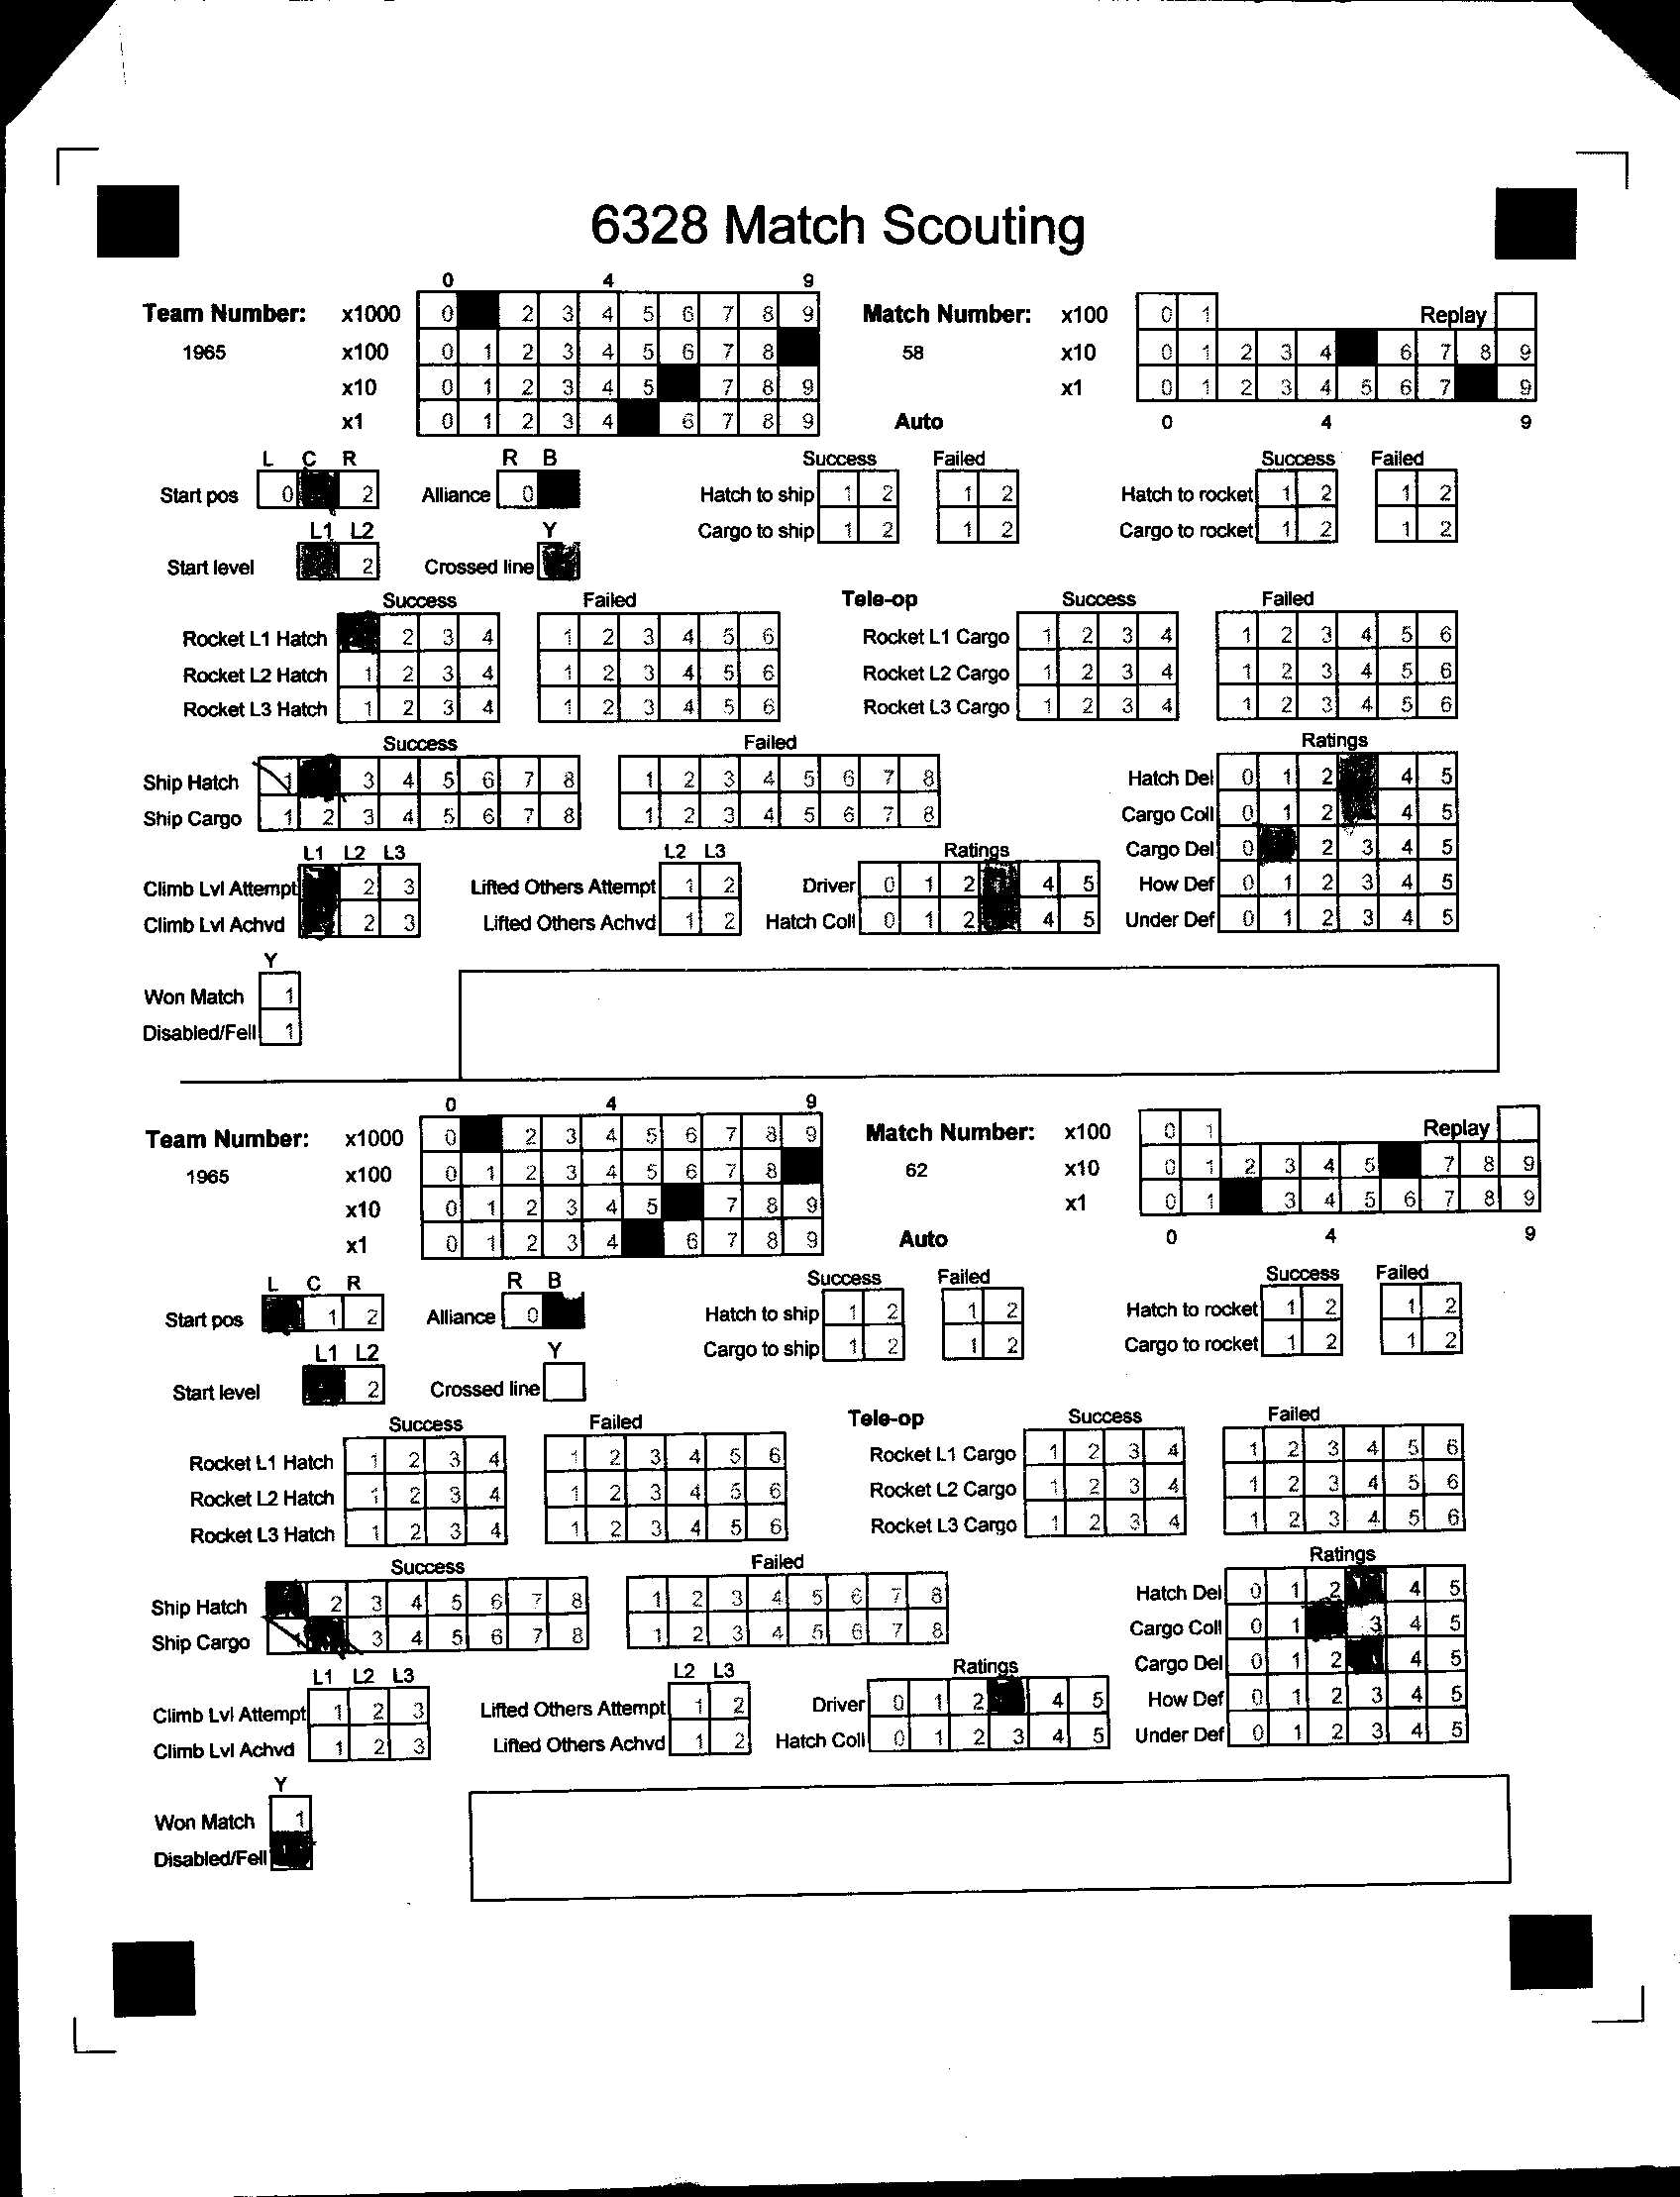 6328 Match Scouting
0 4 9
Team Number: x1000 0 2 3 4 5 6 7 8 9 Match Number: x100 0 1 Replay
1965 x100 0 1 2 3 4 5 6 7 8 58 x10 0 1 2 3 4 6 7 8 9
x10 0 1 2 3 4 5 7 8 9 x1 0 1 2 3 4 5 6 7 9
x1 0 1 2 3 4 6 7 8 9 Auto 0 4 9
L C R R B Success Failed Success Failed
Start pos 0 2 Alliance 0 Hatch to ship 1 2 1 2 Hatch to rocket 1 2 1 2
L1 L2 Y Cargo to ship 1 2 1 2 Cargo to rocket 1 2 1 2
Start level 2 Crossed line
Success Failed Tele-op Success Failed
Rocket L1 Hatch 2 3 4 1 2 3 4 5 6 Rocket L1 Cargo 1 2 3 4 1 2 3 4 5 6
Rocket L2 Hatch 1 2 3 4 1 2 3 4 5 6 Rocket L2 Cargo 1 2 3 4 1 2 3 4 5 6
Rocket L3 Hatch 1 2 3 4 1 2 3 4 5 6 Rocket L3 Cargo 1 2 3 4 1 2 3 4 5 6
Success Failed Ratings
Ship Hatch 1 3 4 5 6 7 8 1 2 3 4 5 6 7 8 Hatch Del 0 1 2 4 5
Ship Cargo 1 2 3 4 5 6 7 8 1 2 3 4 5 6 7 8 Cargo Coll 0 1 2 4 5
L1 L2 L3 L2 L3 Ratings Cargo Del 0 2 3 4 5
Climb Lvl Attempt 2 3 Lifted Others Attempt 1 2 Driver 0 1 2 4 5 How Def 0 1 2 3 4 5
Climb Lvl Achvd 2 3 Lifted Others Achvd 1 2 Hatch Coll 0 1 2 4 5 Under Def 0 1 2 3 4 5
Y
Won Match 1
Disabled/Fell 1
0 4 9
Team Number: x1000 0 2 3 4 5 6 7 8 9 Match Number: x100 0 1 Replay
1965 x100 0 1 2 3 4 5 6 7 8 62 x10 0 1 2 3 4 5 7 8 9
x10 0 1 2 3 4 5 7 8 9 x1 0 1 3 4 5 6 7 8 9
x1 0 1 2 3 4 6 7 8 9 Auto 0 4 9
L C R R B Success Failed Success Failed
Start pos 1 2 Alliance 0 Hatch to ship 1 2 1 2 Hatch to rocket 1 2 1 2
L1 L2 Y Cargo to ship 1 2 1 2 Cargo to rocket 1 2 1 2
Start level 2 Crossed line
Success Failed Tele-op Success Failed
Rocket L1 Hatch 1 2 3 4 1 2 3 4 5 6 Rocket L1 Cargo 1 2 3 4 1 2 3 4 5 6
Rocket L2 Hatch 1 2 3 4 1 2 3 4 5 6 Rocket L2 Cargo 1 2 3 4 1 2 3 4 5 6
Rocket L3 Hatch 1 2 3 4 1 2 3 4 5 6 Rocket L3 Cargo 1 2 3 4 1 2 3 4 5 6
Success Failed Ratings
Ship Hatch 2 3 4 5 6 7 8 1 2 3 4 5 6 7 8 Hatch Del 0 1 2 4 5
Ship Cargo 1 3 4 5 6 7 8 1 2 3 4 5 6 7 8 Cargo Coll 0 1 3 4 5
L1 L2 L3 L2 L3 Ratings Cargo Del 0 1 2 4 5
Climb Lvl Attempt 1 2 3 Lifted Others Attempt 1 2 Driver 0 1 2 4 5 How Def 0 1 2 3 4 5
Climb Lvl Achvd 1 2 3 Lifted Others Achvd 1 2 Hatch Coll 0 1 2 3 4 5 Under Def 0 1 2 3 4 5
Y
Won Match 1
Disabled/Fell